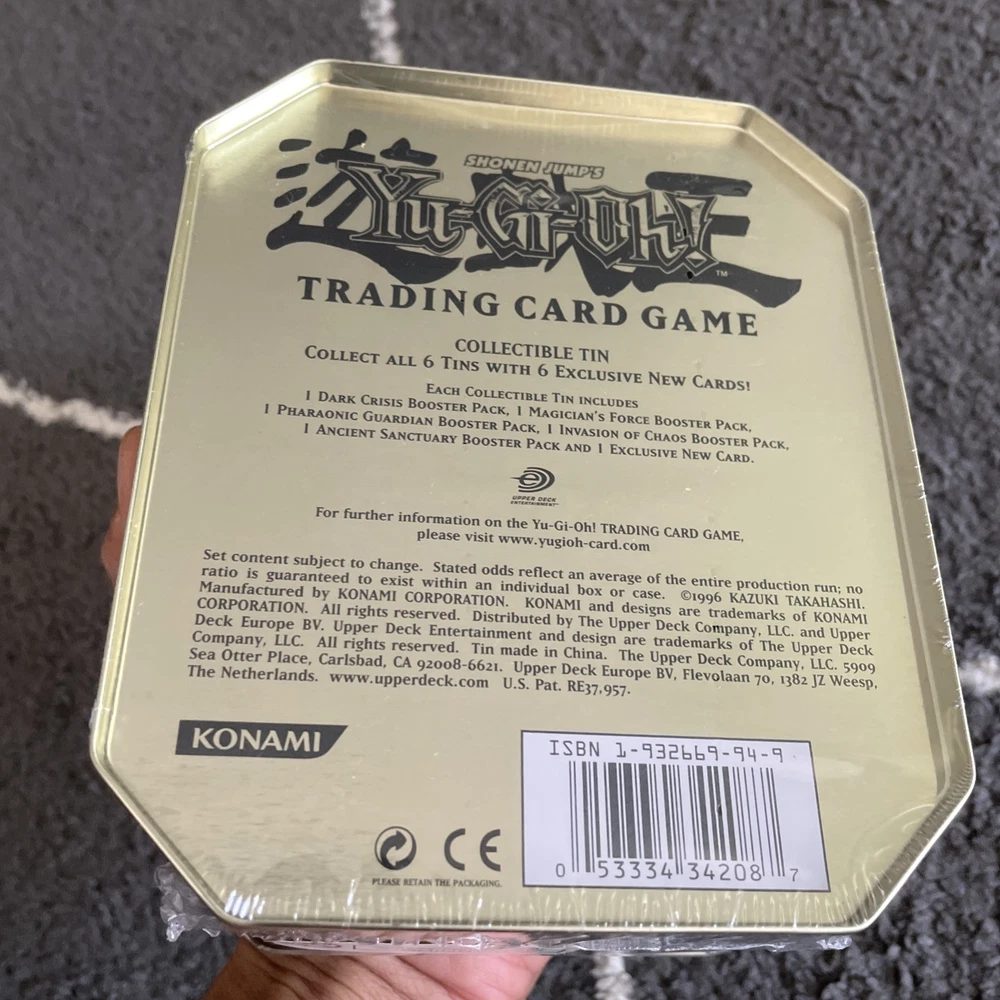 SHONEN JUMP'S
遊戯王
YU-GI-OH!
™
TRADING CARD GAME
COLLECTIBLE TIN
COLLECT ALL 6 TINS WITH 6 EXCLUSIVE NEW CARDS!
EACH COLLECTIBLE TIN INCLUDES
1 DARK CRISIS BOOSTER PACK, 1 MAGICIAN'S FORCE BOOSTER PACK,
1 PHARAONIC GUARDIAN BOOSTER PACK, 1 INVASION OF CHAOS BOOSTER PACK,
1 ANCIENT SANCTUARY BOOSTER PACK AND 1 EXCLUSIVE NEW CARD.
UPPER DECK
ENTERTAINMENT™
For further information on the Yu-Gi-Oh! TRADING CARD GAME,
please visit www.yugioh-card.com
Set content subject to change. Stated odds reflect an average of the entire production run; no
ratio is guaranteed to exist within an individual box or case. ©1996 KAZUKI TAKAHASHI.
Manufactured by KONAMI CORPORATION. KONAMI and designs are trademarks of KONAMI
CORPORATION. All rights reserved. Distributed by The Upper Deck Company, LLC. and Upper
Deck Europe BV. Upper Deck Entertainment and design are trademarks of The Upper Deck
Company, LLC. All rights reserved. Tin made in China. The Upper Deck Company, LLC. 5909
Sea Otter Place, Carlsbad, CA 92008-6621. Upper Deck Europe BV, Flevolaan 70, 1382 JZ Weesp,
The Netherlands. www.upperdeck.com U.S. Pat. RE37,957.
KONAMI
CE
PLEASE RETAIN THE PACKAGING.
ISBN 1-932669-94-9
0 53334 34208 7